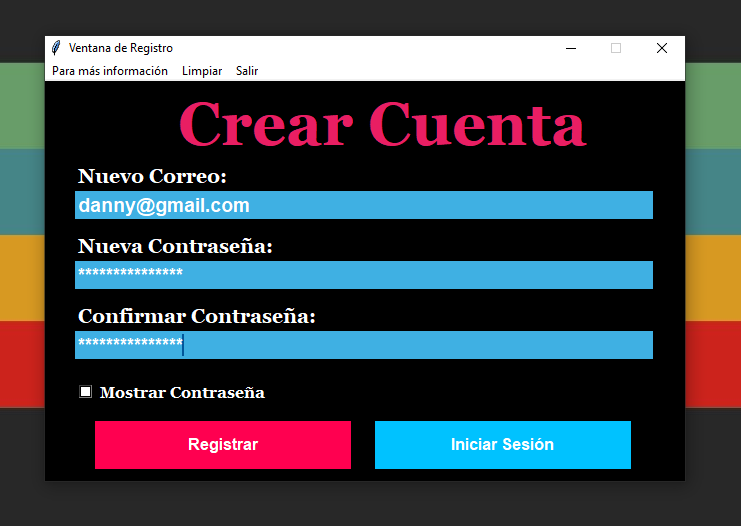 Ventana de Registro
Para más información Limpiar Salir
Crear Cuenta
Nuevo Correo:
danny@gmail.com
Nueva Contraseña:
***************
Confirmar Contraseña:
***************
Mostrar Contraseña
Registrar Iniciar Sesión